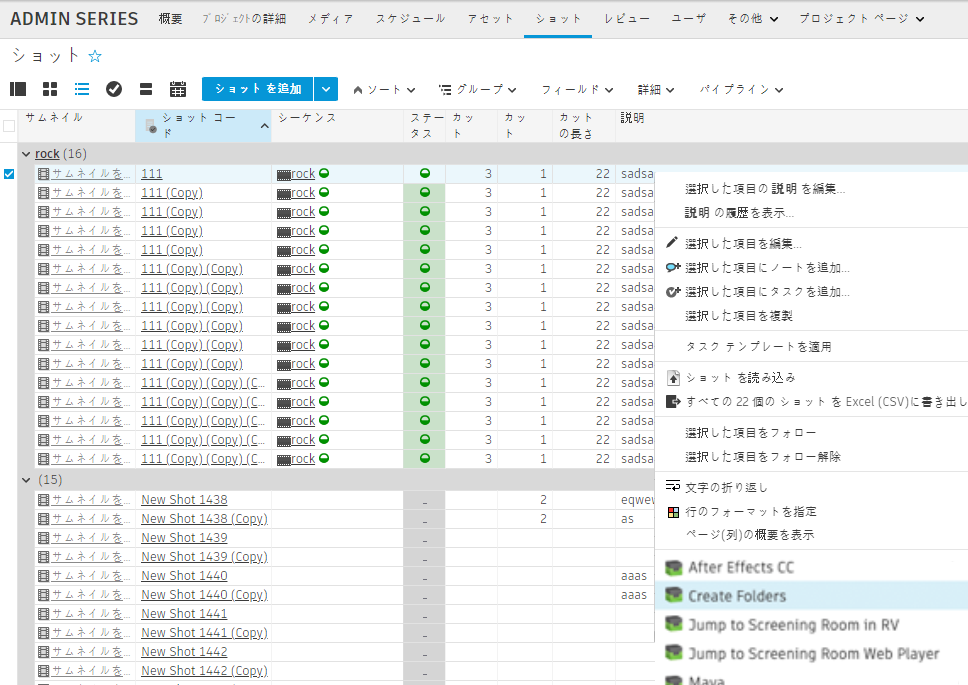 ADMIN SERIES 概要 プロジェクトの詳細 メディア スケジュール アセット ショット レビュー ユーザ その他 プロジェクト ページ
ショット
ショット を追加 ソート グループ フィールド 詳細 パイプライン
サムネイル ショット コード シーケンス ステータス カット カット カットの長さ 説明
rock (16)
サムネイルを... 111 rock 3 1 22 sadsa
サムネイルを... 111 (Copy) rock 3 1 22 sadsa
サムネイルを... 111 (Copy) rock 3 1 22 sadsa
サムネイルを... 111 (Copy) rock 3 1 22 sadsa
サムネイルを... 111 (Copy) rock 3 1 22 sadsa
サムネイルを... 111 (Copy) (Copy) rock 3 1 22 sadsa
サムネイルを... 111 (Copy) (Copy) rock 3 1 22 sadsa
サムネイルを... 111 (Copy) (Copy) rock 3 1 22 sadsa
サムネイルを... 111 (Copy) (Copy) rock 3 1 22 sadsa
サムネイルを... 111 (Copy) (Copy) rock 3 1 22 sadsa
サムネイルを... 111 (Copy) (Copy) rock 3 1 22 sadsa
サムネイルを... 111 (Copy) (Copy) (C... rock 3 1 22 sadsa
サムネイルを... 111 (Copy) (Copy) (C... rock 3 1 22 sadsa
サムネイルを... 111 (Copy) (Copy) (C... rock 3 1 22 sadsa
サムネイルを... 111 (Copy) (Copy) (C... rock 3 1 22 sadsa
サムネイルを... 111 (Copy) (Copy) (C... rock 3 1 22 sadsa
(15)
サムネイルを... New Shot 1438 - 2 eqwew
サムネイルを... New Shot 1438 (Copy) - 2 as
サムネイルを... New Shot 1439 -
サムネイルを... New Shot 1439 (Copy) -
サムネイルを... New Shot 1440 - aaas
サムネイルを... New Shot 1440 (Copy) - aaas
サムネイルを... New Shot 1441 -
サムネイルを... New Shot 1441 (Copy) -
サムネイルを... New Shot 1442 -
サムネイルを... New Shot 1442 (Copy) -
選択した項目の 説明 を編集...
説明 の履歴を表示...
選択した項目を編集...
選択した項目にノートを追加...
選択した項目にタスクを追加...
選択した項目を複製
タスク テンプレートを適用
ショット を読み込み
すべての 22 個の ショット を Excel (CSV)に書き出し
選択した項目をフォロー
選択した項目をフォロー解除
文字の折り返し
行のフォーマットを指定
ページ(列)の概要を表示
After Effects CC
Create Folders
Jump to Screening Room in RV
Jump to Screening Room Web Player
Maya